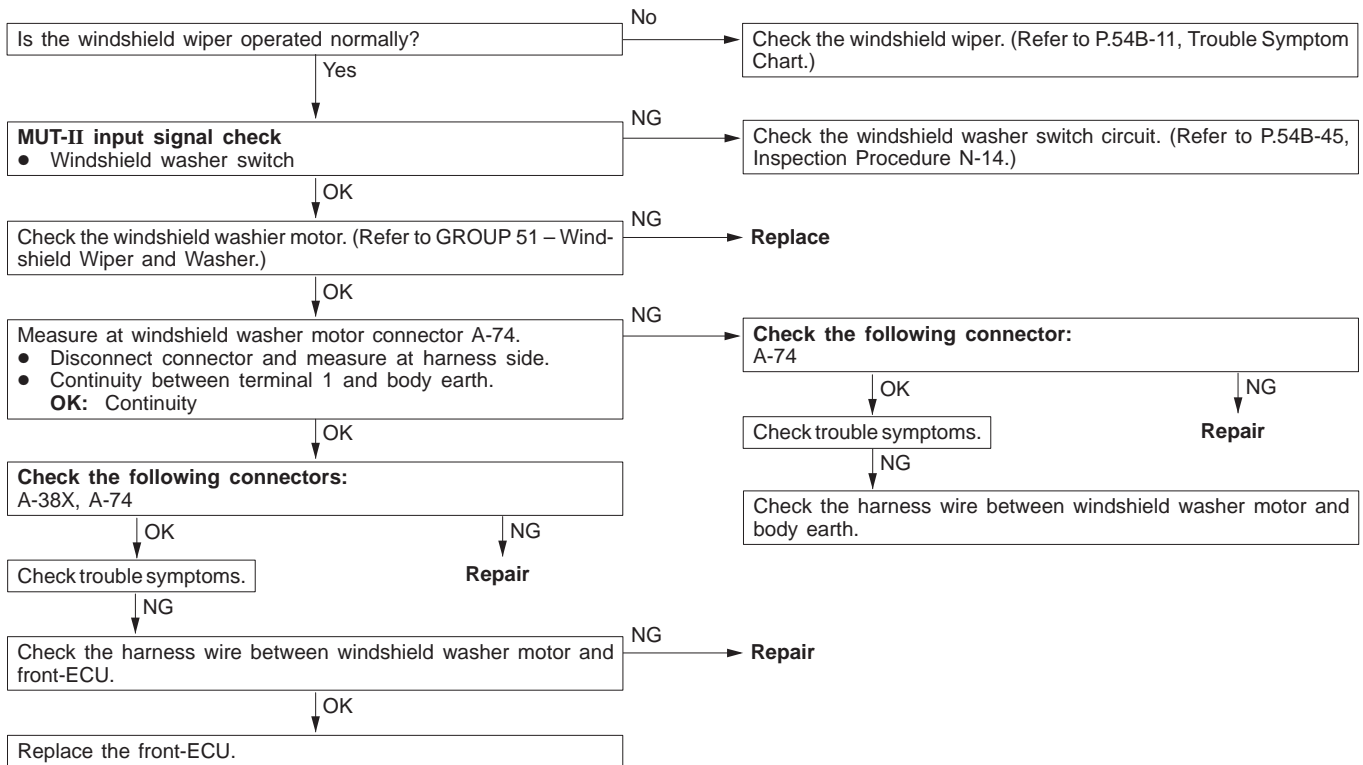 Is the windshield wiper operated normally?
No
Check the windshield wiper. (Refer to P.54B-11, Trouble Symptom
Chart.)
Yes
MUT-II input signal check
● Windshield washer switch
NG
Check the windshield washer switch circuit. (Refer to P.54B-45,
Inspection Procedure N-14.)
OK
Check the windshield washier motor. (Refer to GROUP 51 – Wind-
shield Wiper and Washer.)
NG
Replace
OK
Measure at windshield washer motor connector A-74.
● Disconnect connector and measure at harness side.
● Continuity between terminal 1 and body earth.
OK: Continuity
NG
Check the following connector:
A-74
OK
NG
Check trouble symptoms.
Repair
NG
Check the harness wire between windshield washer motor and
body earth.
OK
Check the following connectors:
A-38X, A-74
OK
NG
Check trouble symptoms.
Repair
NG
Check the harness wire between windshield washer motor and
front-ECU.
NG
Repair
OK
Replace the front-ECU.